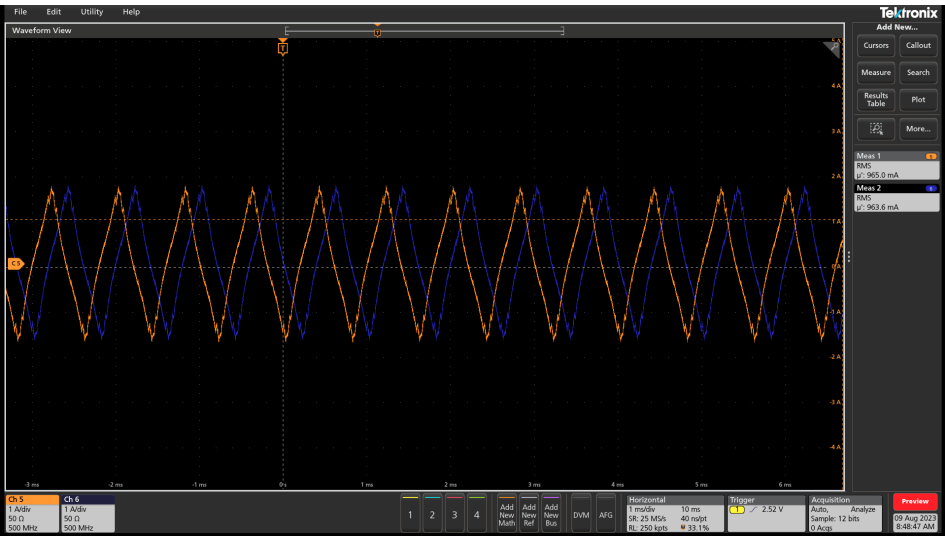 File Edit Utility Help
Tektronix
Waveform View
Add New...
Cursors Callout
Measure Search
Results Table Plot
More...
Meas 1 5
RMS
µ': 965.0 mA
Meas 2 6
RMS
µ': 963.6 mA
T
T
5 A
4 A
3 A
2 A
1 A
0 A
-1 A
-2 A
-3 A
-4 A
C 5
-3 ms -2 ms -1 ms 0 s 1 ms 2 ms 3 ms 4 ms 5 ms 6 ms
Ch 5
1 A/div
50 Ω
500 MHz
Ch 6
1 A/div
50 Ω
500 MHz
1 2 3 4
Add New Math
Add New Ref
Add New Bus
DVM AFG
Horizontal
1 ms/div 10 ms
SR: 25 MS/s 40 ns/pt
RL: 250 kpts 33.1%
Trigger
1 2.52 V
Acquisition
Auto, Analyze
Sample: 12 bits
0 Acqs
Preview
09 Aug 2023
8:48:47 AM